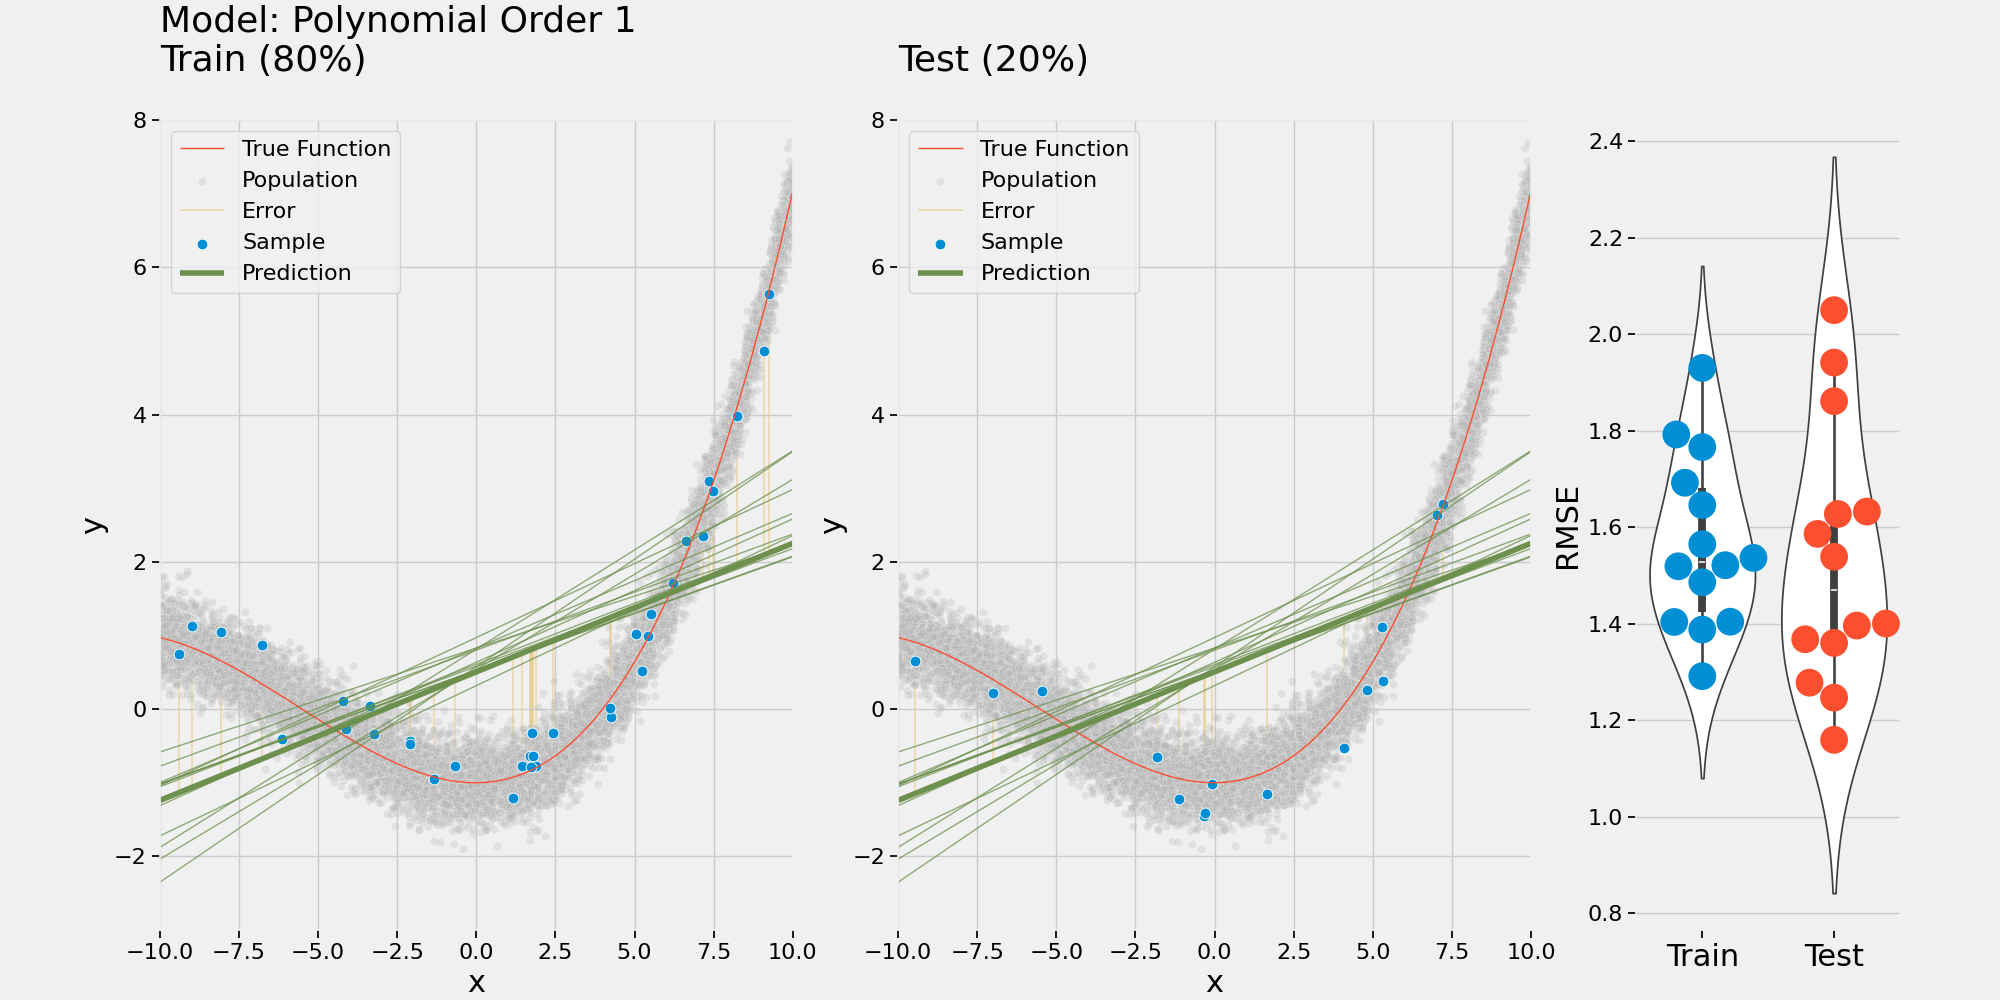 Model: Polynomial Order 1
Train (80%)
Test (20%)
True Function
Population
Error
Sample
Prediction
8
6
4
2
0
−2
y
−10.0 −7.5 −5.0 −2.5 0.0 2.5 5.0 7.5 10.0
x
True Function
Population
Error
Sample
Prediction
8
6
4
2
0
−2
y
−10.0 −7.5 −5.0 −2.5 0.0 2.5 5.0 7.5 10.0
x
2.4
2.2
2.0
1.8
1.6
1.4
1.2
1.0
0.8
RMSE
Train Test